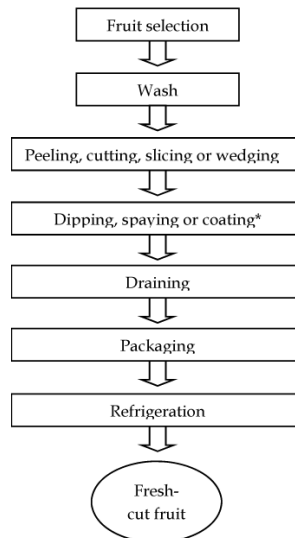 Fruit selection
Wash
Peeling, cutting, slicing or wedging
Dipping, spaying or coating*
Draining
Packaging
Refrigeration
Fresh-
cut fruit